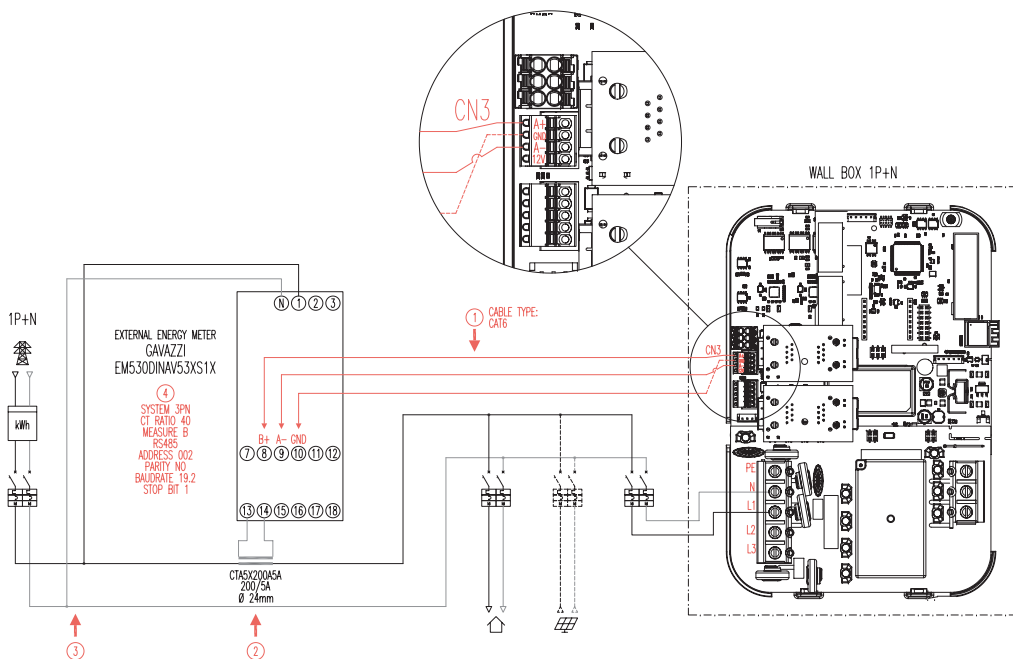 CN3
A+
GND
A-
12V
WALL BOX 1P+N
1P+N
kWh
EXTERNAL ENERGY METER
GAVAZZI
EM530DINAV53XS1X
4
SYSTEM 3PN
CT RATIO 40
MEASURE B
RS485
ADDRESS 002
PARITY NO
BAUDRATE 19.2
STOP BIT 1
N 1 2 3
1 CABLE TYPE:
CAT6
CN3
B+ A- GND
7 8 9 10 11 12
13 14 15 16 17 18
CTA5X200A5A
200/5A
Ø 24mm
PE
N
L1
L2
L3
3
2